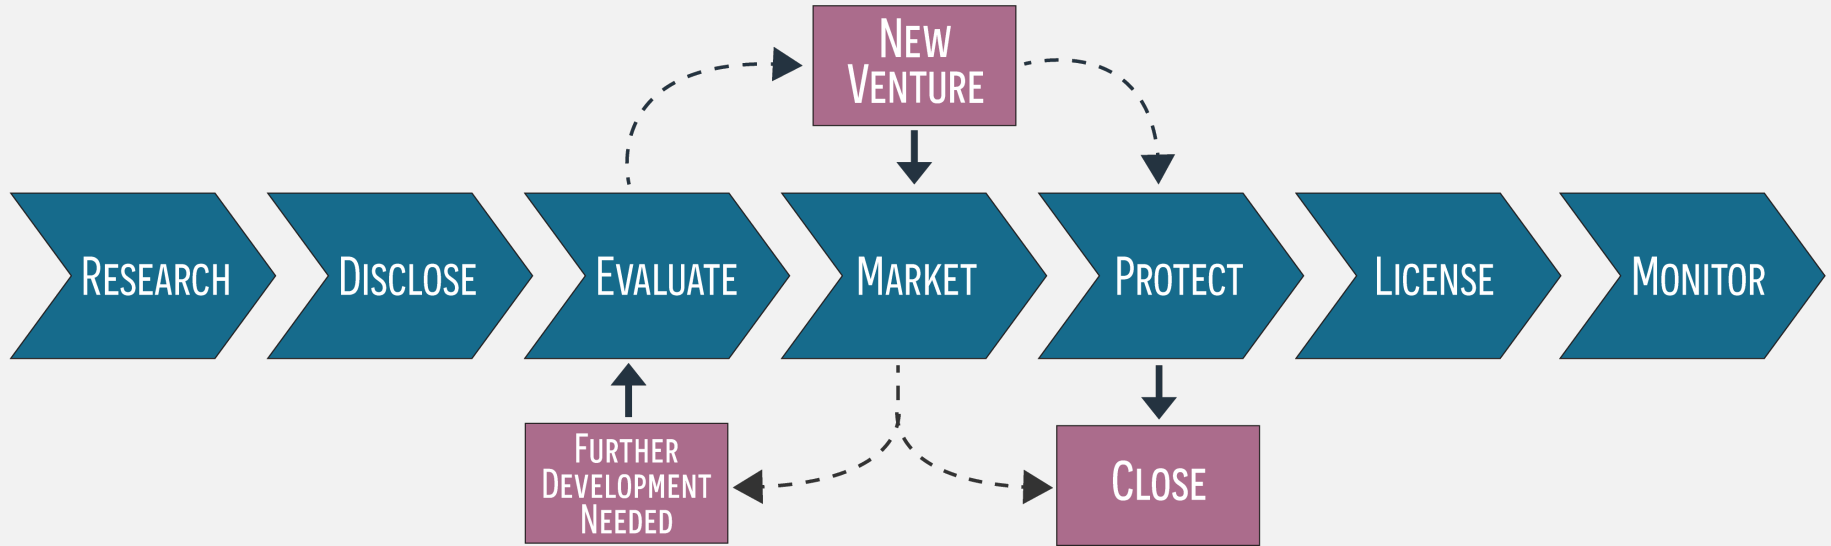 New
Venture
Research
Disclose
Evaluate
Market
Protect
License
Monitor
Further
Development
Needed
Close